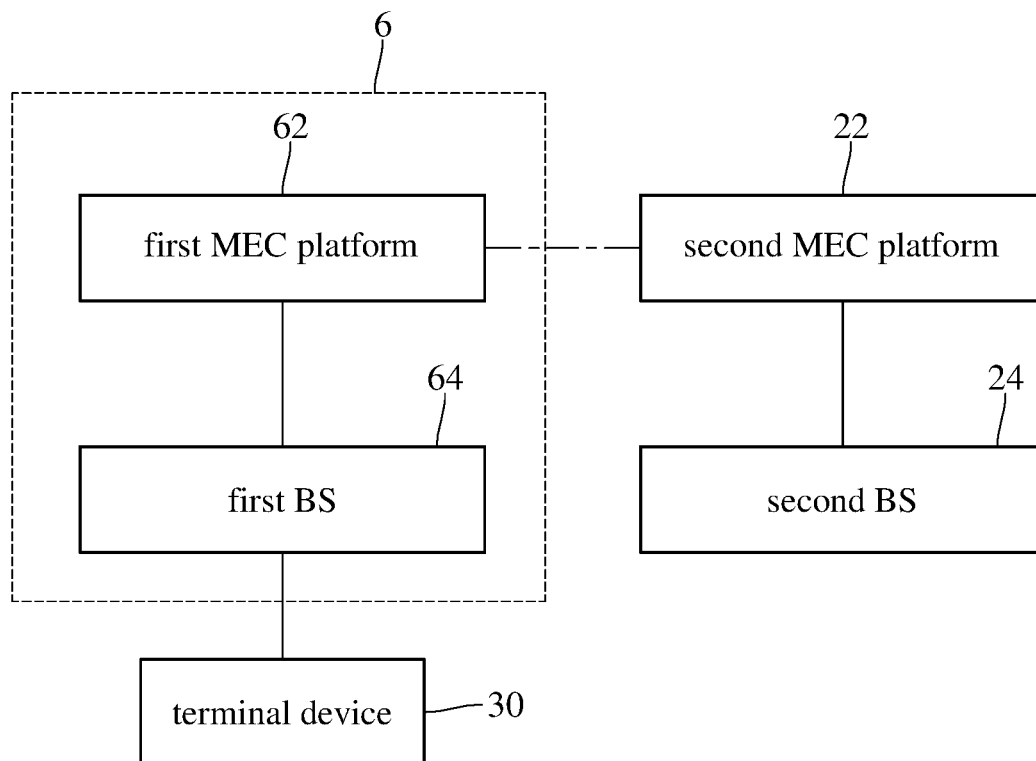 6
62
22
first MEC platform
second MEC platform
64
24
first BS
second BS
terminal device
30